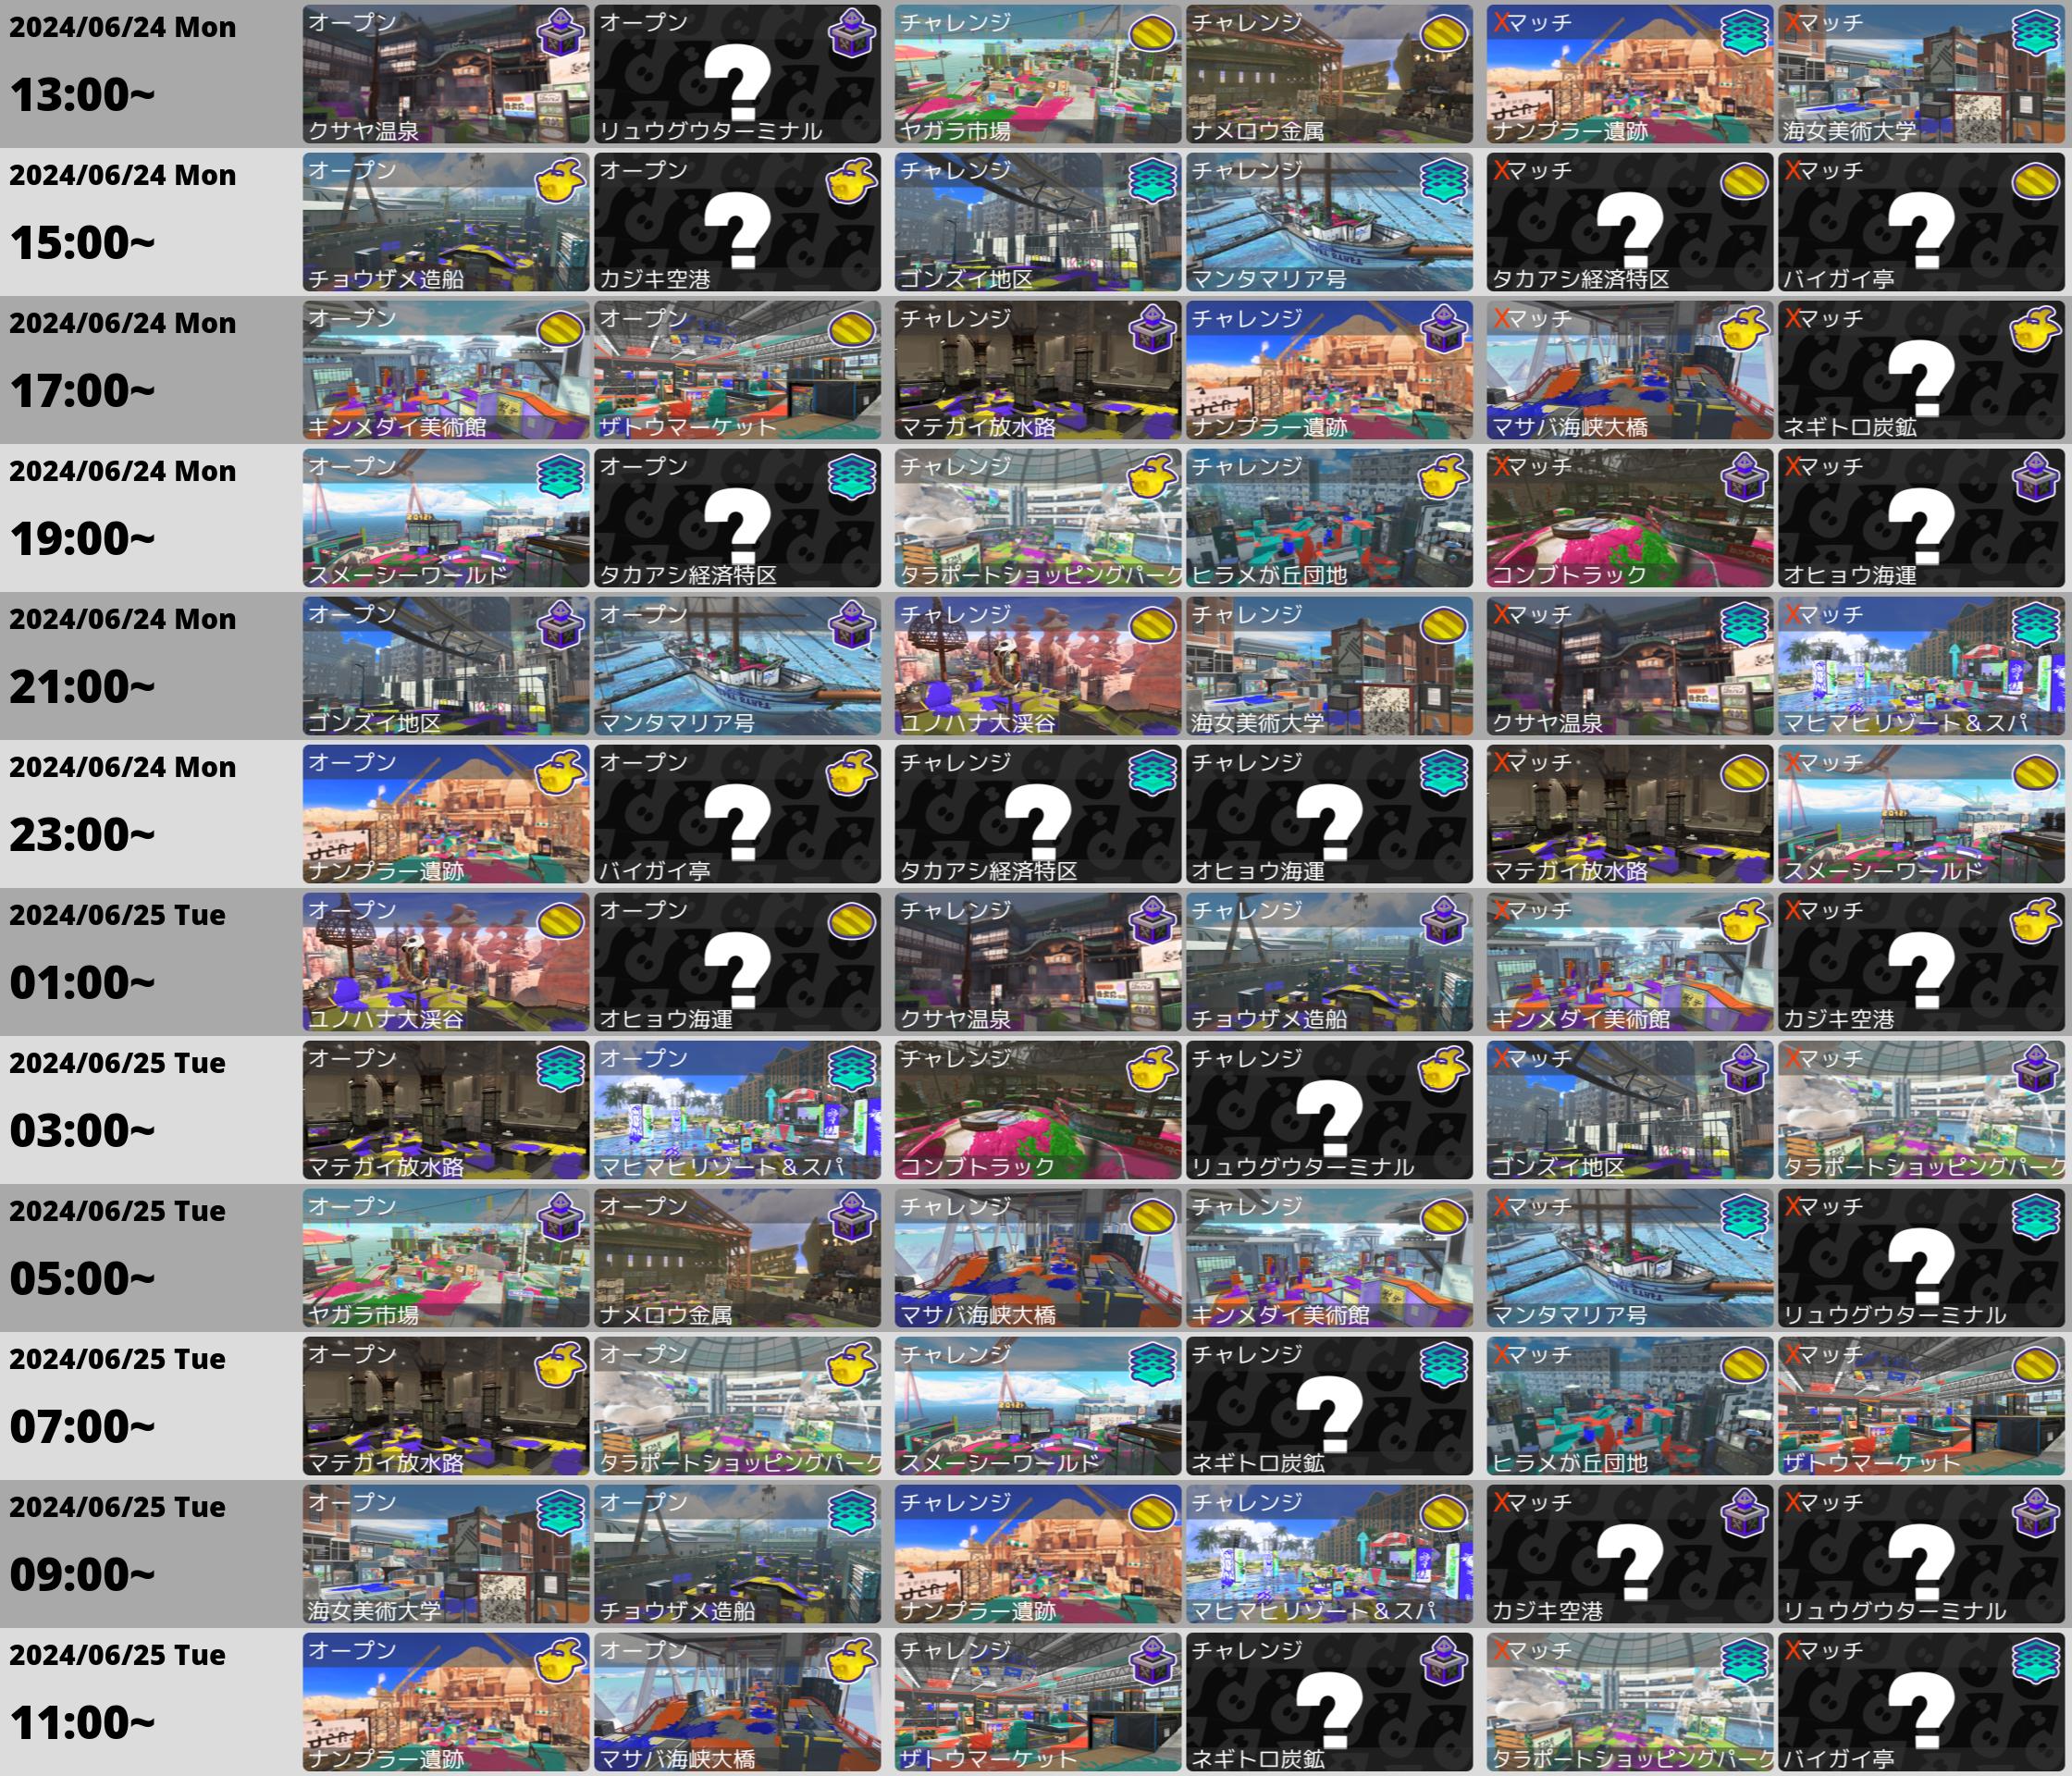 2024/06/24 Mon
13:00~
オープン
クサヤ温泉
オープン
リュウグウターミナル
チャレンジ
ヤガラ市場
チャレンジ
ナメロウ金属
Xマッチ
ナンプラー遺跡
Xマッチ
海女美術大学
2024/06/24 Mon
15:00~
オープン
チョウザメ造船
オープン
カジキ空港
チャレンジ
ゴンズイ地区
チャレンジ
マンタマリア号
Xマッチ
タカアシ経済特区
Xマッチ
バイガイ亭
2024/06/24 Mon
17:00~
オープン
キンメダイ美術館
オープン
ザトウマーケット
チャレンジ
マテガイ放水路
チャレンジ
ナンプラー遺跡
Xマッチ
マサバ海峡大橋
Xマッチ
ネギトロ炭鉱
2024/06/24 Mon
19:00~
オープン
スメーシーワールド
オープン
タカアシ経済特区
チャレンジ
タラポートショッピングパーク
チャレンジ
ヒラメが丘団地
Xマッチ
コンブトラック
Xマッチ
オヒョウ海運
2024/06/24 Mon
21:00~
オープン
ゴンズイ地区
オープン
マンタマリア号
チャレンジ
ユノハナ大渓谷
チャレンジ
海女美術大学
Xマッチ
クサヤ温泉
Xマッチ
マヒマヒリゾート&スパ
2024/06/24 Mon
23:00~
オープン
ナンプラー遺跡
オープン
バイガイ亭
チャレンジ
タカアシ経済特区
チャレンジ
オヒョウ海運
Xマッチ
マテガイ放水路
Xマッチ
スメーシーワールド
2024/06/25 Tue
01:00~
オープン
ユノハナ大渓谷
オープン
オヒョウ海運
チャレンジ
クサヤ温泉
チャレンジ
チョウザメ造船
Xマッチ
キンメダイ美術館
Xマッチ
カジキ空港
2024/06/25 Tue
03:00~
オープン
マテガイ放水路
オープン
マヒマヒリゾート&スパ
チャレンジ
コンブトラック
チャレンジ
リュウグウターミナル
Xマッチ
ゴンズイ地区
Xマッチ
タラポートショッピングパーク
2024/06/25 Tue
05:00~
オープン
ヤガラ市場
オープン
ナメロウ金属
チャレンジ
マサバ海峡大橋
チャレンジ
キンメダイ美術館
Xマッチ
マンタマリア号
Xマッチ
リュウグウターミナル
2024/06/25 Tue
07:00~
オープン
マテガイ放水路
オープン
タラポートショッピングパーク
チャレンジ
スメーシーワールド
チャレンジ
ネギトロ炭鉱
Xマッチ
ヒラメが丘団地
Xマッチ
ザトウマーケット
2024/06/25 Tue
09:00~
オープン
海女美術大学
オープン
チョウザメ造船
チャレンジ
ナンプラー遺跡
チャレンジ
マヒマヒリゾート&スパ
Xマッチ
カジキ空港
Xマッチ
リュウグウターミナル
2024/06/25 Tue
11:00~
オープン
ナンプラー遺跡
オープン
マサバ海峡大橋
チャレンジ
ザトウマーケット
チャレンジ
ネギトロ炭鉱
Xマッチ
タラポートショッピングパーク
Xマッチ
バイガイ亭